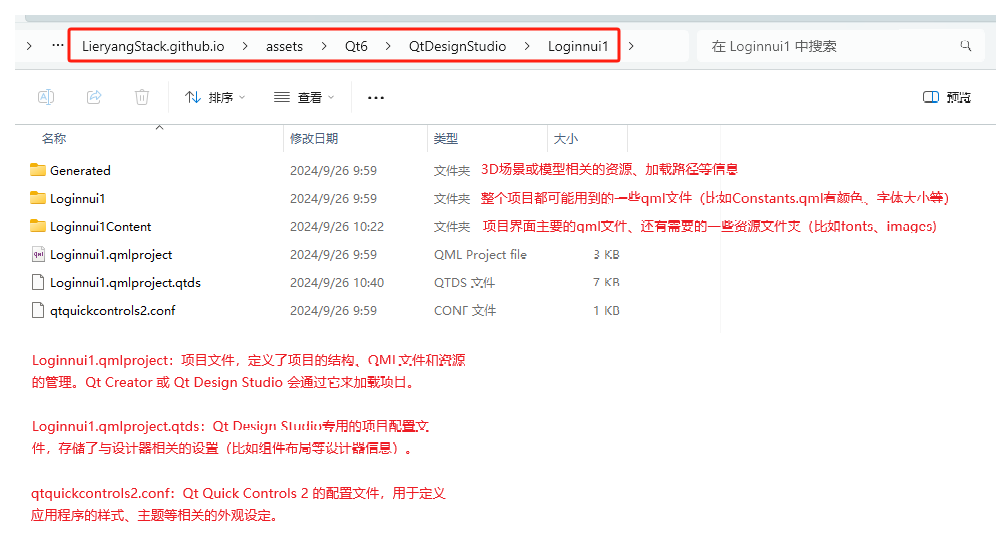 LieryangStack.github.io > assets > Qt6 > QtDesignStudio > Loginnui1 >
在 Loginnui1 中搜索
排序 查看 ... 预览
名称 修改日期 类型 大小
Generated 2024/9/26 9:59 文件夹 3D场景或模型相关的资源、加载路径等信息
Loginnui1 2024/9/26 9:59 文件夹 整个项目都可能用到的一些qml文件（比如Constants.qml有颜色、字体大小等）
Loginnui1Content 2024/9/26 10:22 文件夹 项目界面主要的qml文件、还有需要的一些资源文件夹（比如fonts、images）
Loginnui1.qmlproject 2024/9/26 9:59 QML Project file 3 KB
Loginnui1.qmlproject.qtds 2024/9/26 10:40 QTDS 文件 7 KB
qtquickcontrols2.conf 2024/9/26 9:59 CONF 文件 1 KB
Loginnui1.qmlproject：项目文件，定义了项目的结构、QML文件和资源
的管理。Qt Creator 或 Qt Design Studio 会通过它来加载项目。
Loginnui1.qmlproject.qtds：Qt Design Studio专用的项目配置文
件，存储了与设计器相关的设置（比如组件布局等设计器信息）。
qtquickcontrols2.conf：Qt Quick Controls 2 的配置文件，用于定义
应用程序的样式、主题等相关的外观设定。